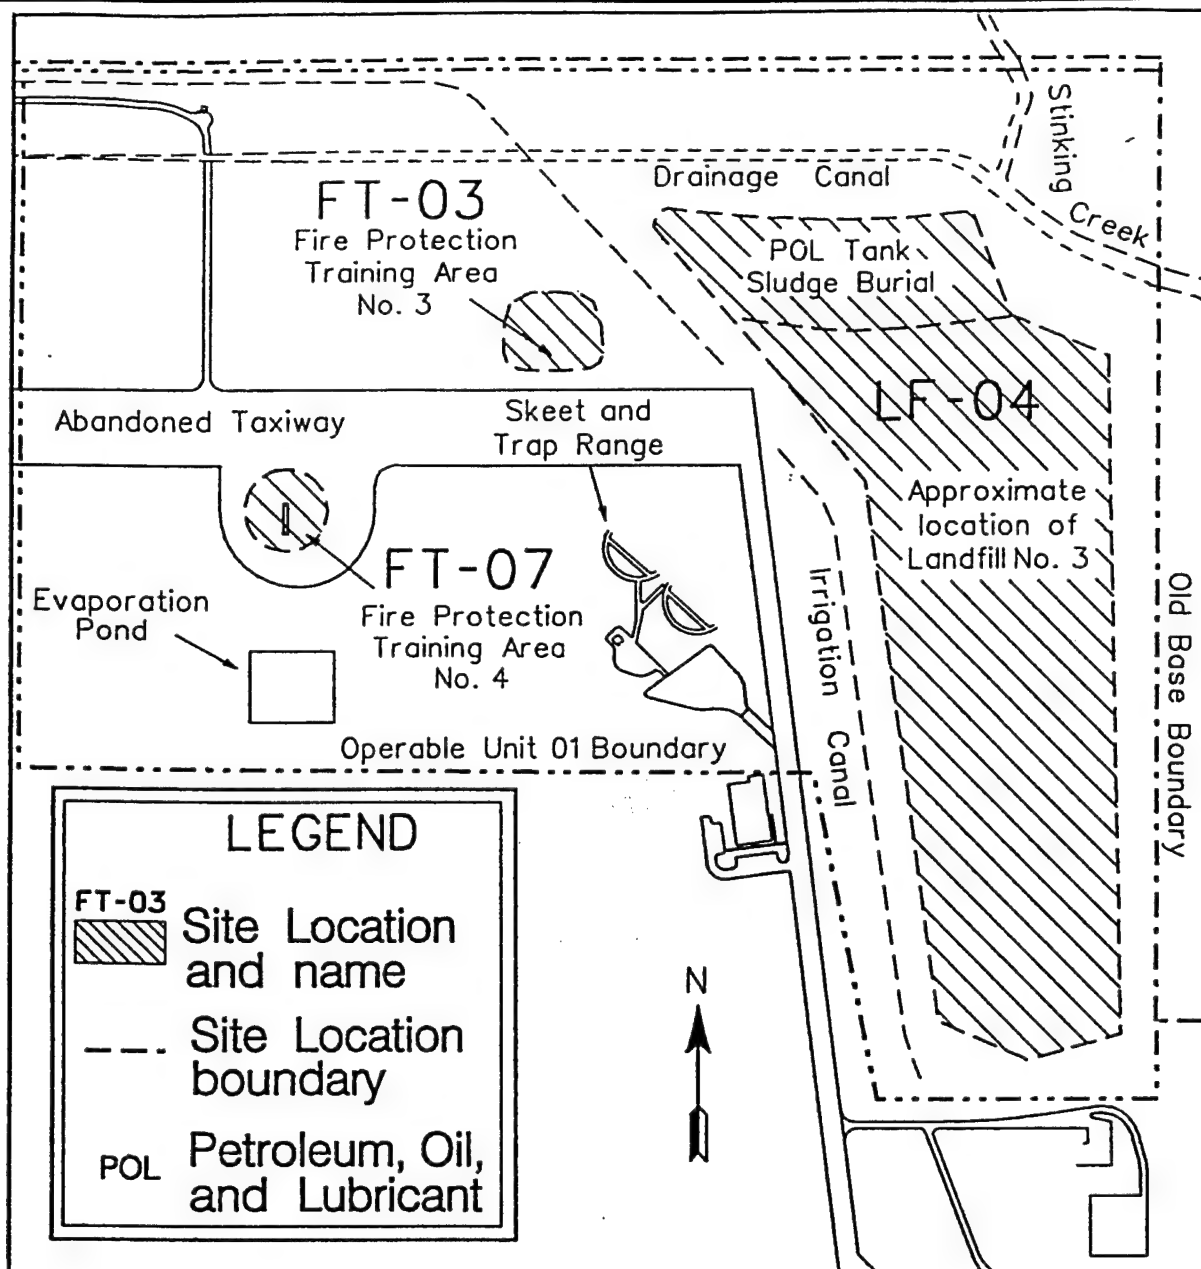 Stinking
Creek
Drainage Canal
FT-03
Fire Protection
Training Area
No. 3
POL Tank
Sludge Burial
LF-04
Abandoned Taxiway
Skeet and
Trap Range
Approximate
location of
Landfill No. 3
FT-07
Fire Protection
Training Area
No. 4
Evaporation
Pond
Irrigation Canal
Old Base Boundary
Operable Unit 01 Boundary
LEGEND
FT-03
Site Location
and name
Site Location
boundary
POL
Petroleum, Oil,
and Lubricant
N